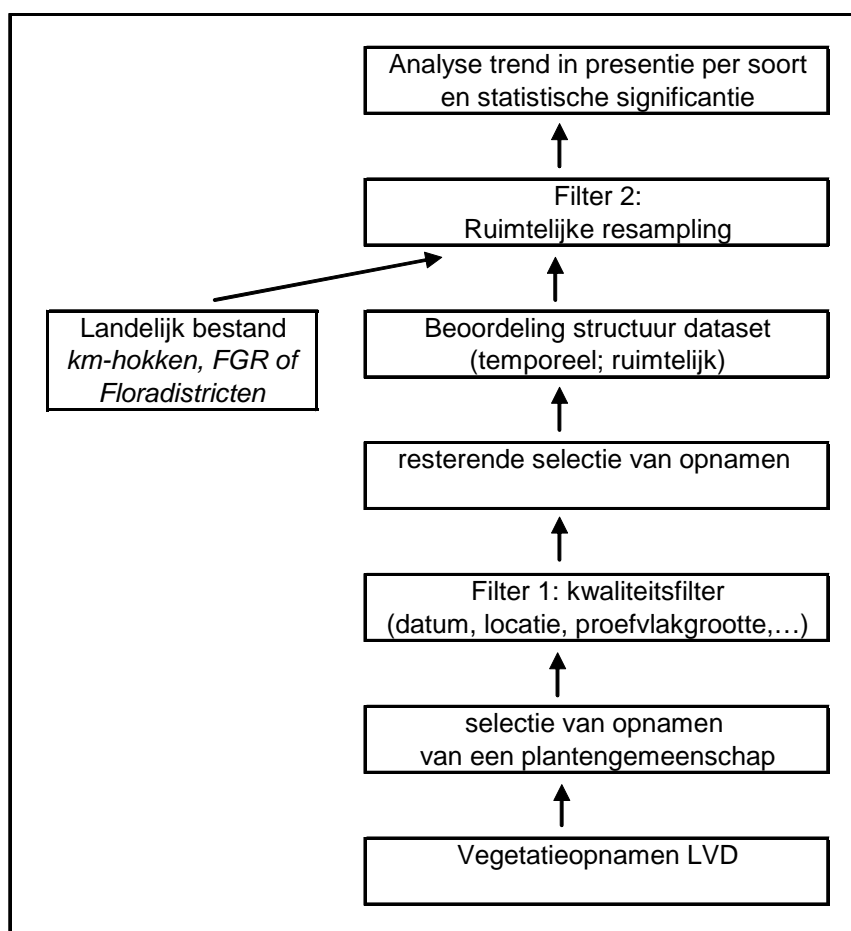 Analyse trend in presentie per soort
en statistische significantie
Filter 2:
Ruimtelijke resampling
Landelijk bestand
km-hokken, FGR of
Floradistricten
Beoordeling structuur dataset
(temporeel; ruimtelijk)
resterende selectie van opnamen
Filter 1: kwaliteitsfilter
(datum, locatie, proefvlakgrootte,…)
selectie van opnamen
van een plantengemeenschap
Vegetatieopnamen LVD